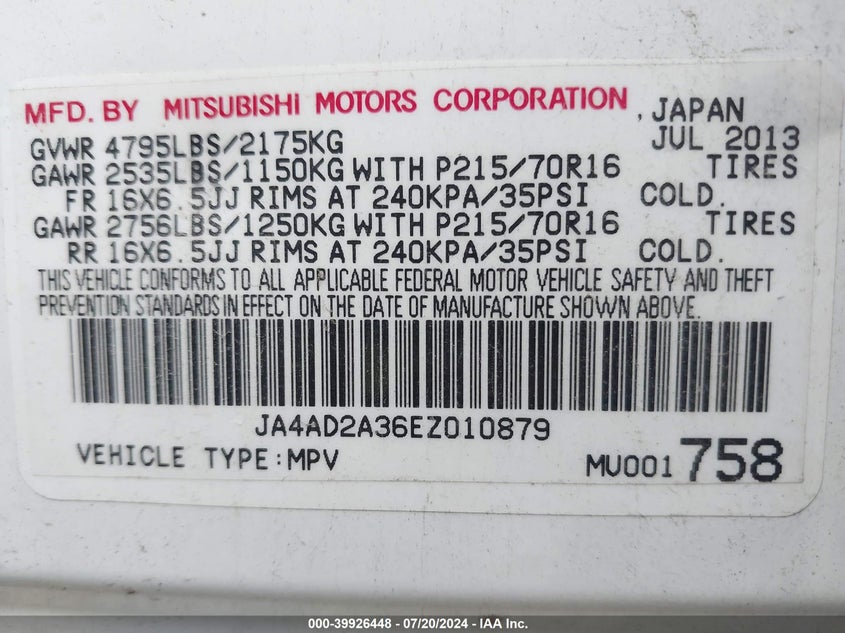 MFD. BY MITSUBISHI MOTORS CORPORATION, JAPAN
GVWR 4795LBS/2175KG JUL 2013
GAWR 2535LBS/1150KG WITH P215/70R16 TIRES
FR 16X6.5JJ RIMS AT 240KPA/35PSI COLD.
GAWR 2756LBS/1250KG WITH P215/70R16 TIRES
RR 16X6.5JJ RIMS AT 240KPA/35PSI COLD.
THIS VEHICLE CONFORMS TO ALL APPLICABLE FEDERAL MOTOR VEHICLE SAFETY AND THEFT
PREVENTION STANDARDS IN EFFECT ON THE DATE OF MANUFACTURE SHOWN ABOVE.
JA4AD2A36EZ010879
VEHICLE TYPE:MPV MU001 758
000-39926448 - 07/20/2024 - IAA Inc.